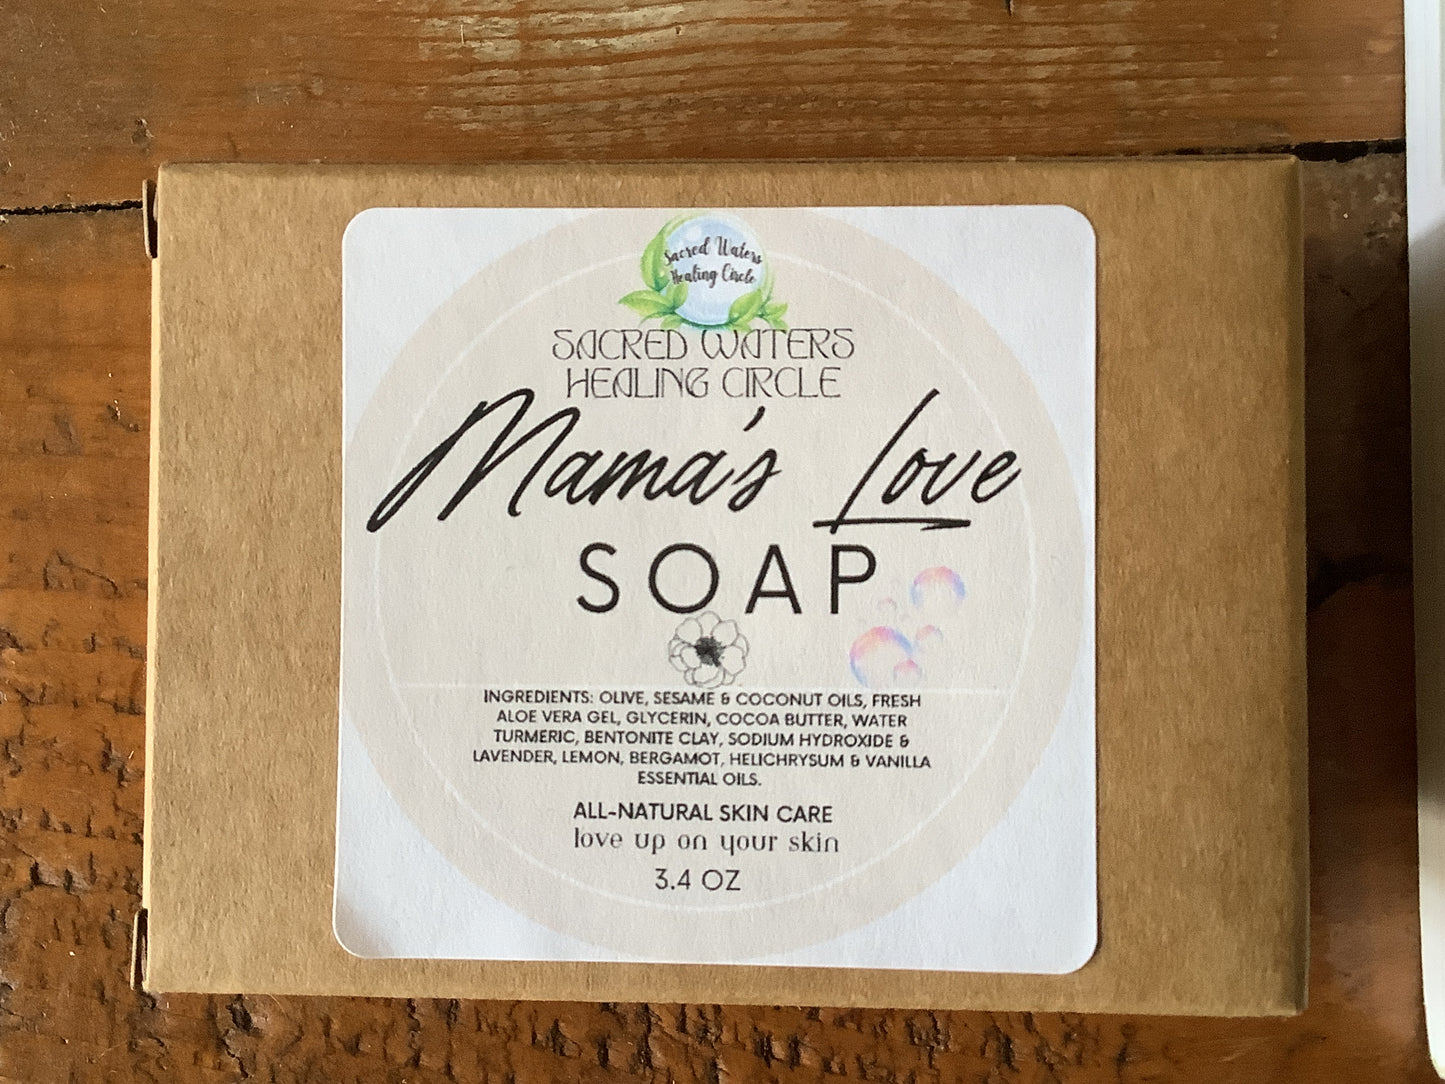 Sacred Waters
Healing Circle
SACRED WATERS
HEALING CIRCLE
Mama's Love
SOAP
INGREDIENTS: OLIVE, SESAME & COCONUT OILS, FRESH
ALOE VERA GEL, GLYCERIN, COCOA BUTTER, WATER
TURMERIC, BENTONITE CLAY, SODIUM HYDROXIDE &
LAVENDER, LEMON, BERGAMOT, HELICHRYSUM & VANILLA
ESSENTIAL OILS.
ALL-NATURAL SKIN CARE
love up on your skin
3.4 OZ